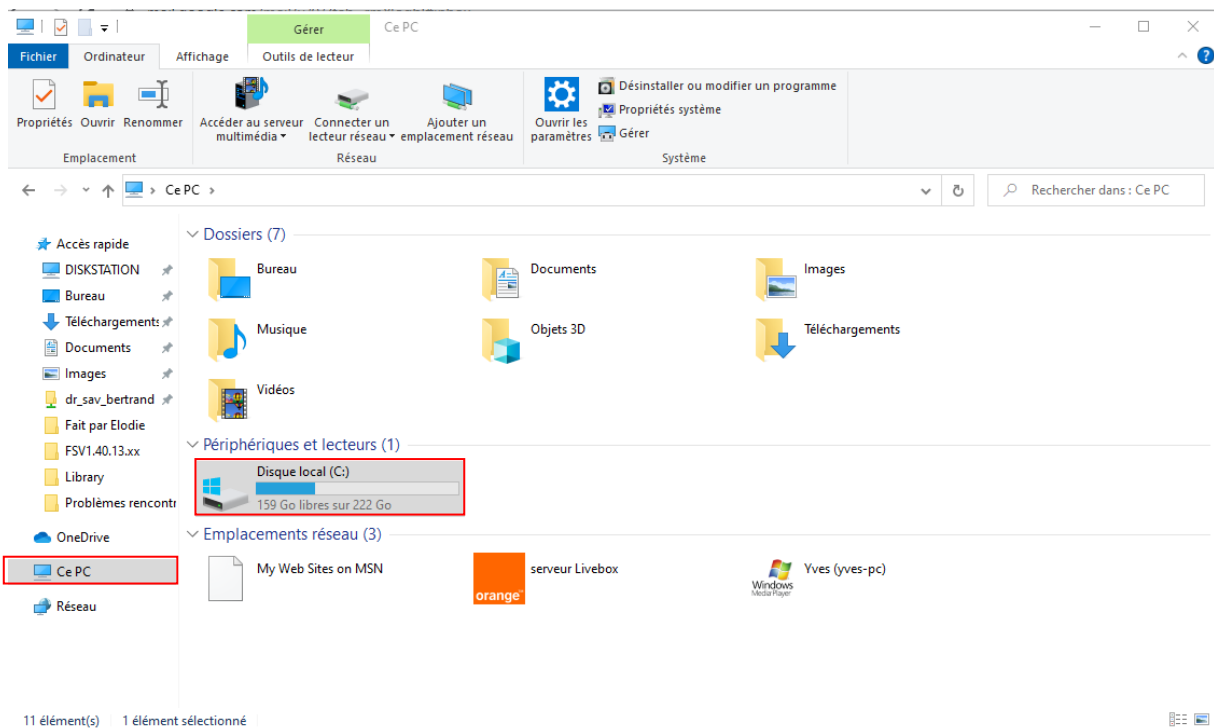 Gérer
Ce PC
Fichier
Ordinateur
Affichage
Outils de lecteur
Propriétés
Ouvrir
Renommer
Accéder au serveur
multimédia
Connecter un
lecteur réseau
Ajouter un
emplacement réseau
Ouvrir les
paramètres
Désinstaller ou modifier un programme
Propriétés système
Gérer
Emplacement
Réseau
Système
Ce PC
Rechercher dans : Ce PC
Accès rapide
DISKSTATION
Bureau
Téléchargements
Documents
Images
dr_sav_bertrand
Fait par Elodie
FSV1.40.13.xx
Library
Problèmes rencontr
OneDrive
Ce PC
Réseau
Dossiers (7)
Bureau
Documents
Images
Musique
Objets 3D
Téléchargements
Vidéos
Périphériques et lecteurs (1)
Disque local (C:)
159 Go libres sur 222 Go
Emplacements réseau (3)
My Web Sites on MSN
orange
serveur Livebox
Windows
Media Player
Yves (yves-pc)
11 élément(s)
1 élément sélectionné